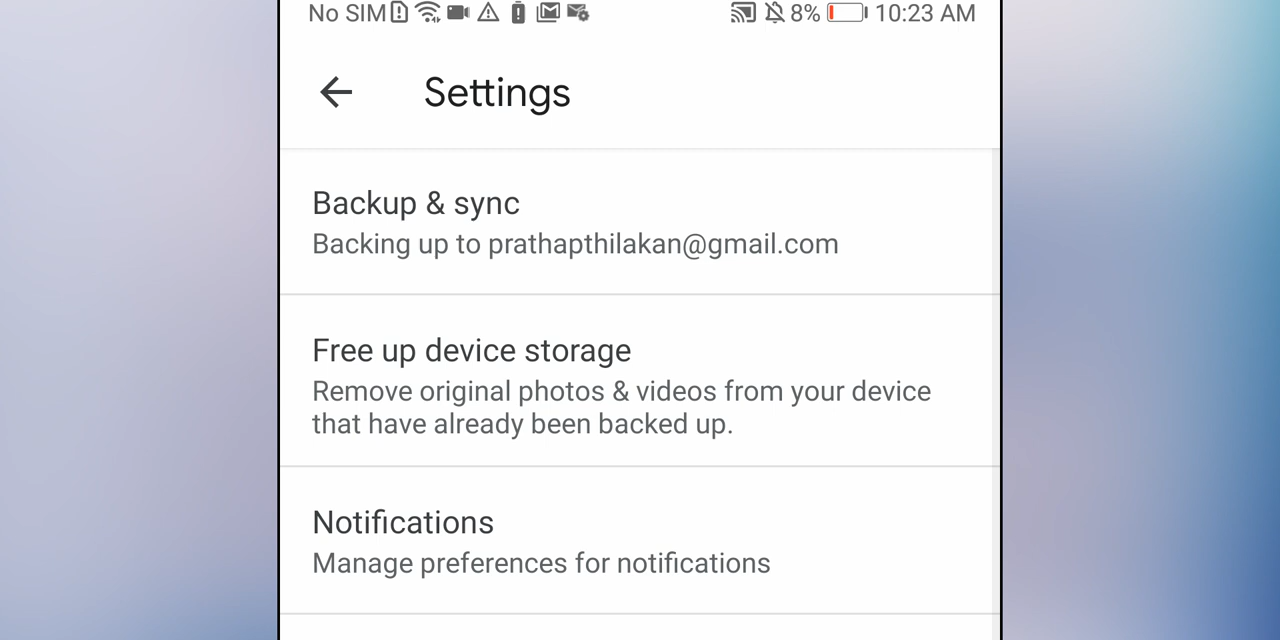 No SIM 8% 10:23 AM
Settings
Backup & sync
Backing up to prathapthilakan@gmail.com
Free up device storage
Remove original photos & videos from your device
that have already been backed up.
Notifications
Manage preferences for notifications